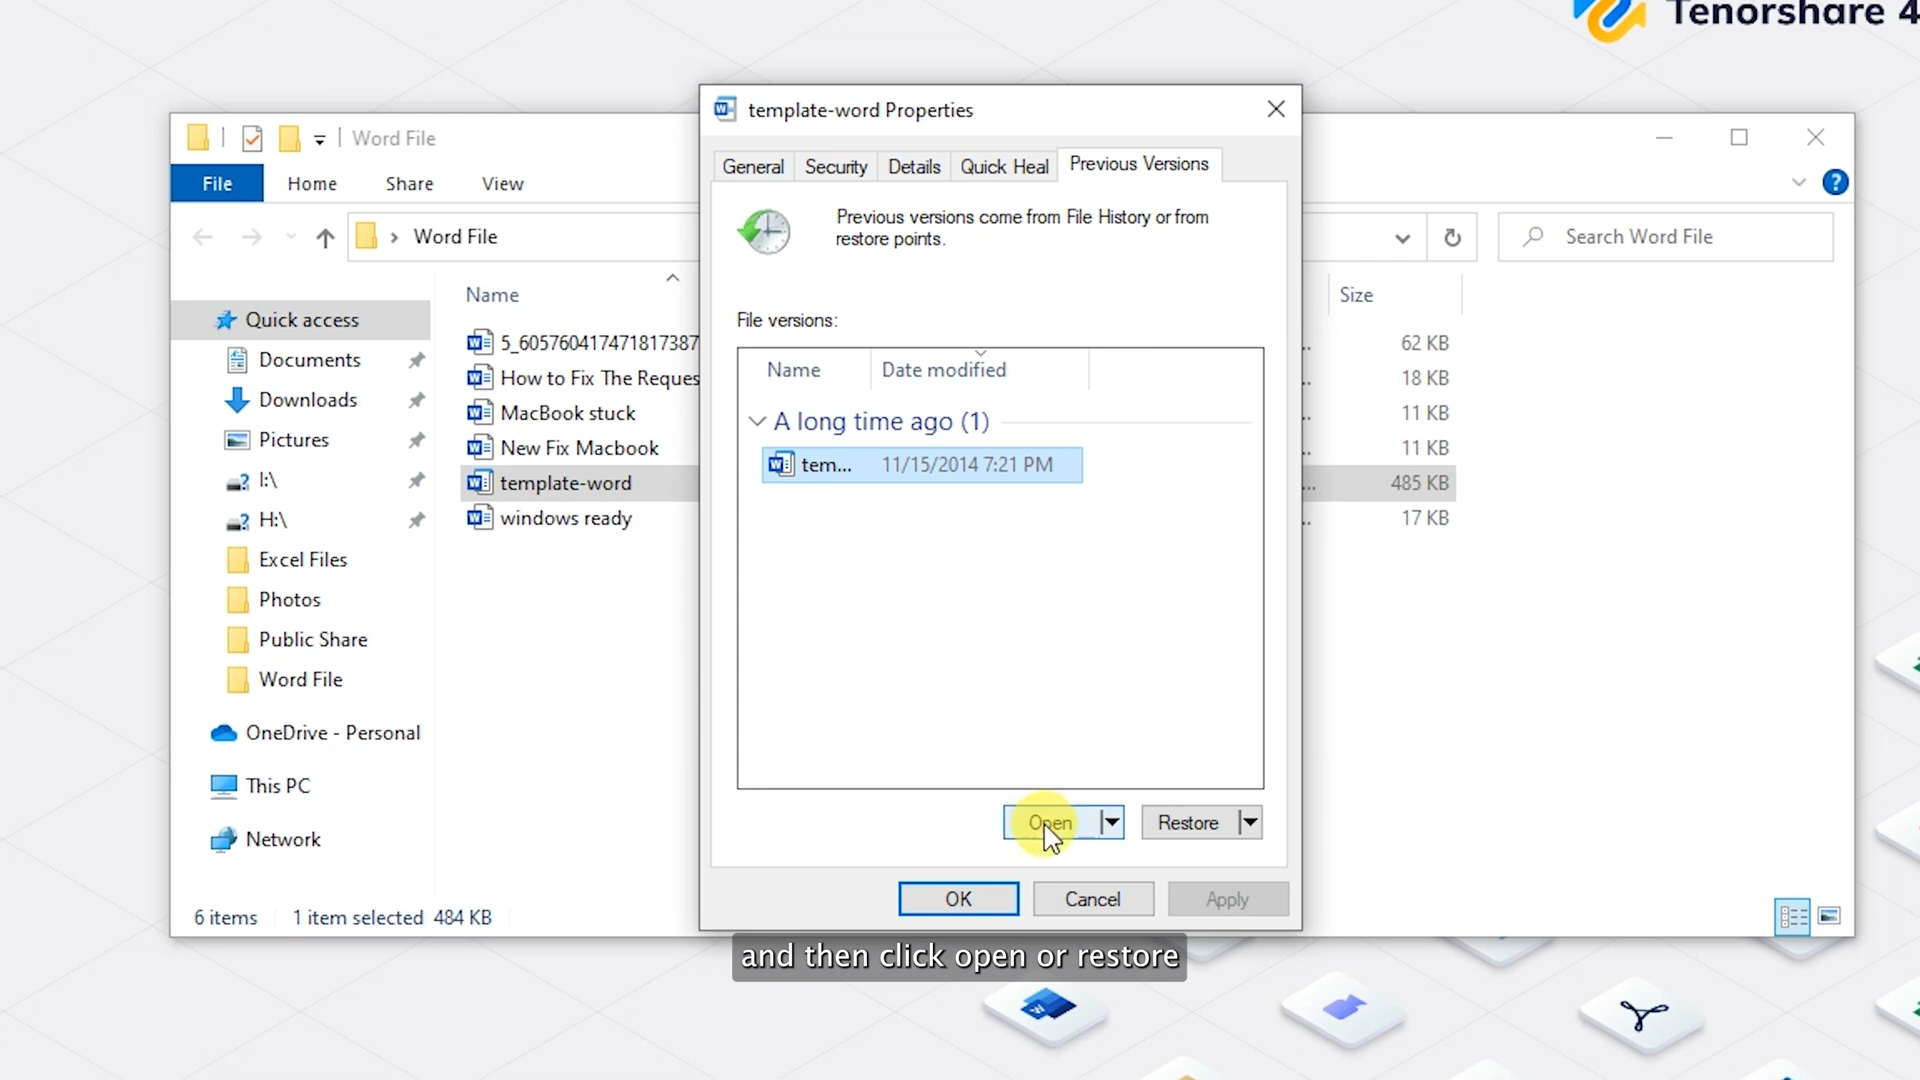 Tenorshare 4
template-word Properties
Word File
File
Home
Share
View
General
Security
Details
Quick Heal
Previous Versions
?
Previous versions come from File History or from
restore points.
Word File
Search Word File
Name
Size
File versions:
Name
Date modified
A long time ago (1)
tem...
11/15/2014 7:21 PM
Quick access
Documents
Downloads
Pictures
I:\
H:\
Excel Files
Photos
Public Share
Word File
OneDrive - Personal
This PC
Network
5_605760417471817387
62 KB
How to Fix The Reques
18 KB
MacBook stuck
11 KB
New Fix Macbook
11 KB
template-word
485 KB
windows ready
17 KB
Open
Restore
OK
Cancel
Apply
6 items
1 item selected 484 KB
and then click open or restore